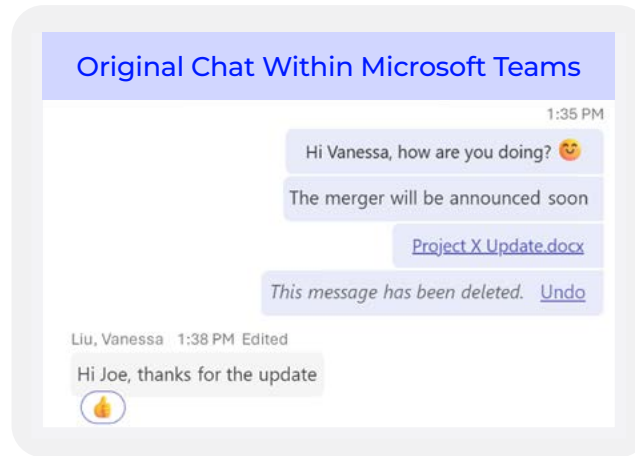 Original Chat Within Microsoft Teams
1:35 PM
Hi Vanessa, how are you doing? 😊
The merger will be announced soon
Project X Update.docx
This message has been deleted. Undo
Liu, Vanessa 1:38 PM Edited
Hi Joe, thanks for the update
👍